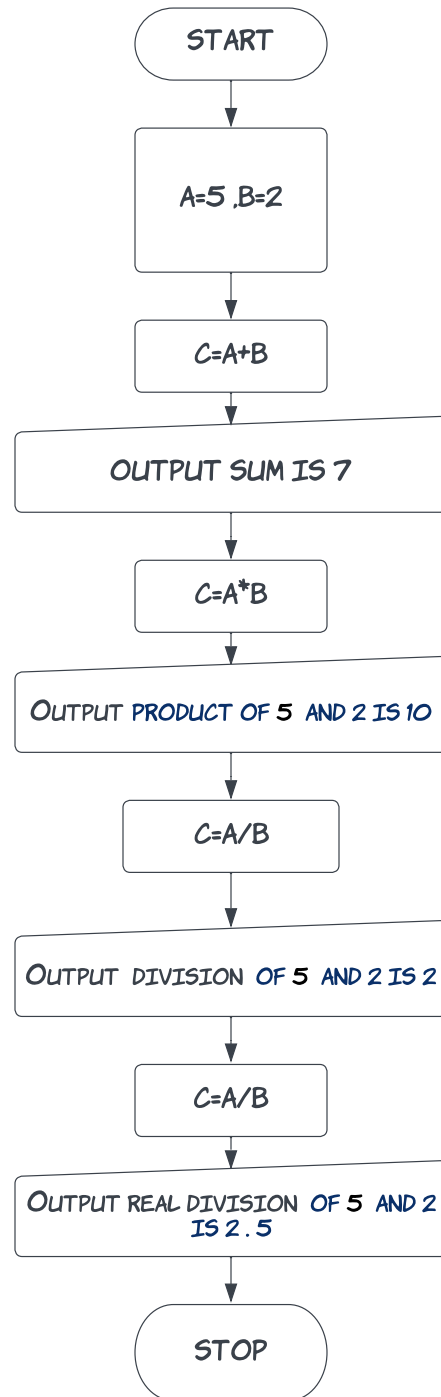 START
A=5 ,B=2
C=A+B
OUTPUT SUM IS 7
C=A*B
OUTPUT PRODUCT OF 5 AND 2 IS 10
C=A/B
OUTPUT DIVISION OF 5 AND 2 IS 2
C=A/B
OUTPUT REAL DIVISION OF 5 AND 2
IS 2.5
STOP